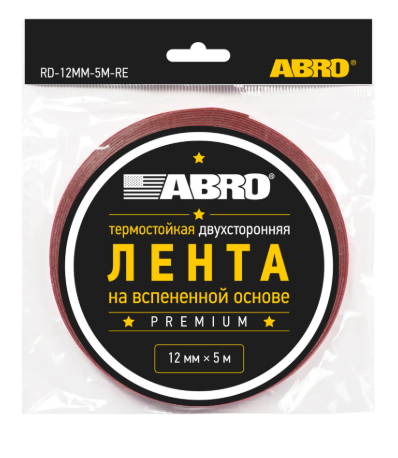 RD-12MM-5M-RE
ABRO®
ABRO®
термостойкая двухсторонняя
ЛЕНТА
на вспененной основе
PREMIUM
12 мм × 5 м